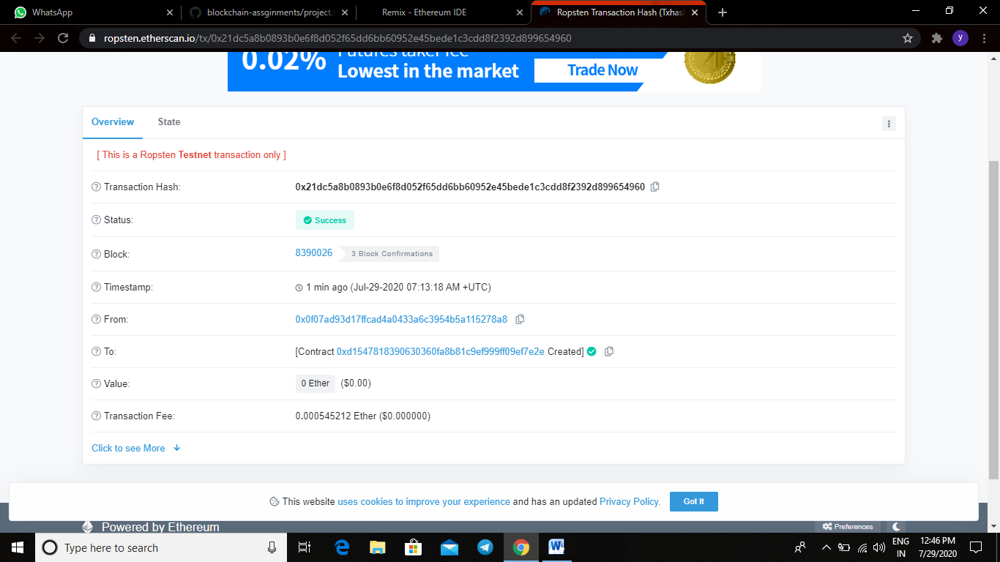 WhatsApp
blockchain-assginments/project.s
Remix - Ethereum IDE
Ropsten Transaction Hash (Txhas
ropsten.etherscan.io/tx/0x21dc5a8b0893b0e6f8d052f65dd6bb60952e45bede1c3cdd8f2392d899654960
y
0.02% Futures taker fee
Lowest in the market
Trade Now
Overview State
[ This is a Ropsten Testnet transaction only ]
Transaction Hash: 0x21dc5a8b0893b0e6f8d052f65dd6bb60952e45bede1c3cdd8f2392d899654960
Status: Success
Block: 8390026 3 Block Confirmations
Timestamp: 1 min ago (Jul-29-2020 07:13:18 AM +UTC)
From: 0x0f07ad93d17ffcad4a0433a6c3954b5a115278a8
To: [Contract 0xd1547818390630360fa8b81c9ef999ff09ef7e2e Created]
Value: 0 Ether ($0.00)
Transaction Fee: 0.000545212 Ether ($0.000000)
Click to see More
This website uses cookies to improve your experience and has an updated Privacy Policy. Got It
Powered by Ethereum
Preferences
Type here to search
ENG
IN
12:46 PM
7/29/2020